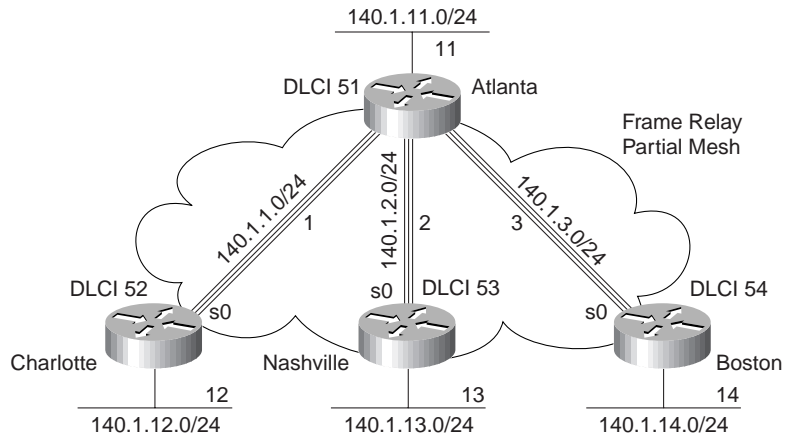 140.1.11.0/24
11
DLCI 51
Atlanta
Frame Relay
Partial Mesh
140.1.1.0/24
1
140.1.2.0/24
2
140.1.3.0/24
3
DLCI 52
s0
s0
DLCI 53
s0
DLCI 54
Charlotte
Nashville
Boston
12
13
14
140.1.12.0/24
140.1.13.0/24
140.1.14.0/24